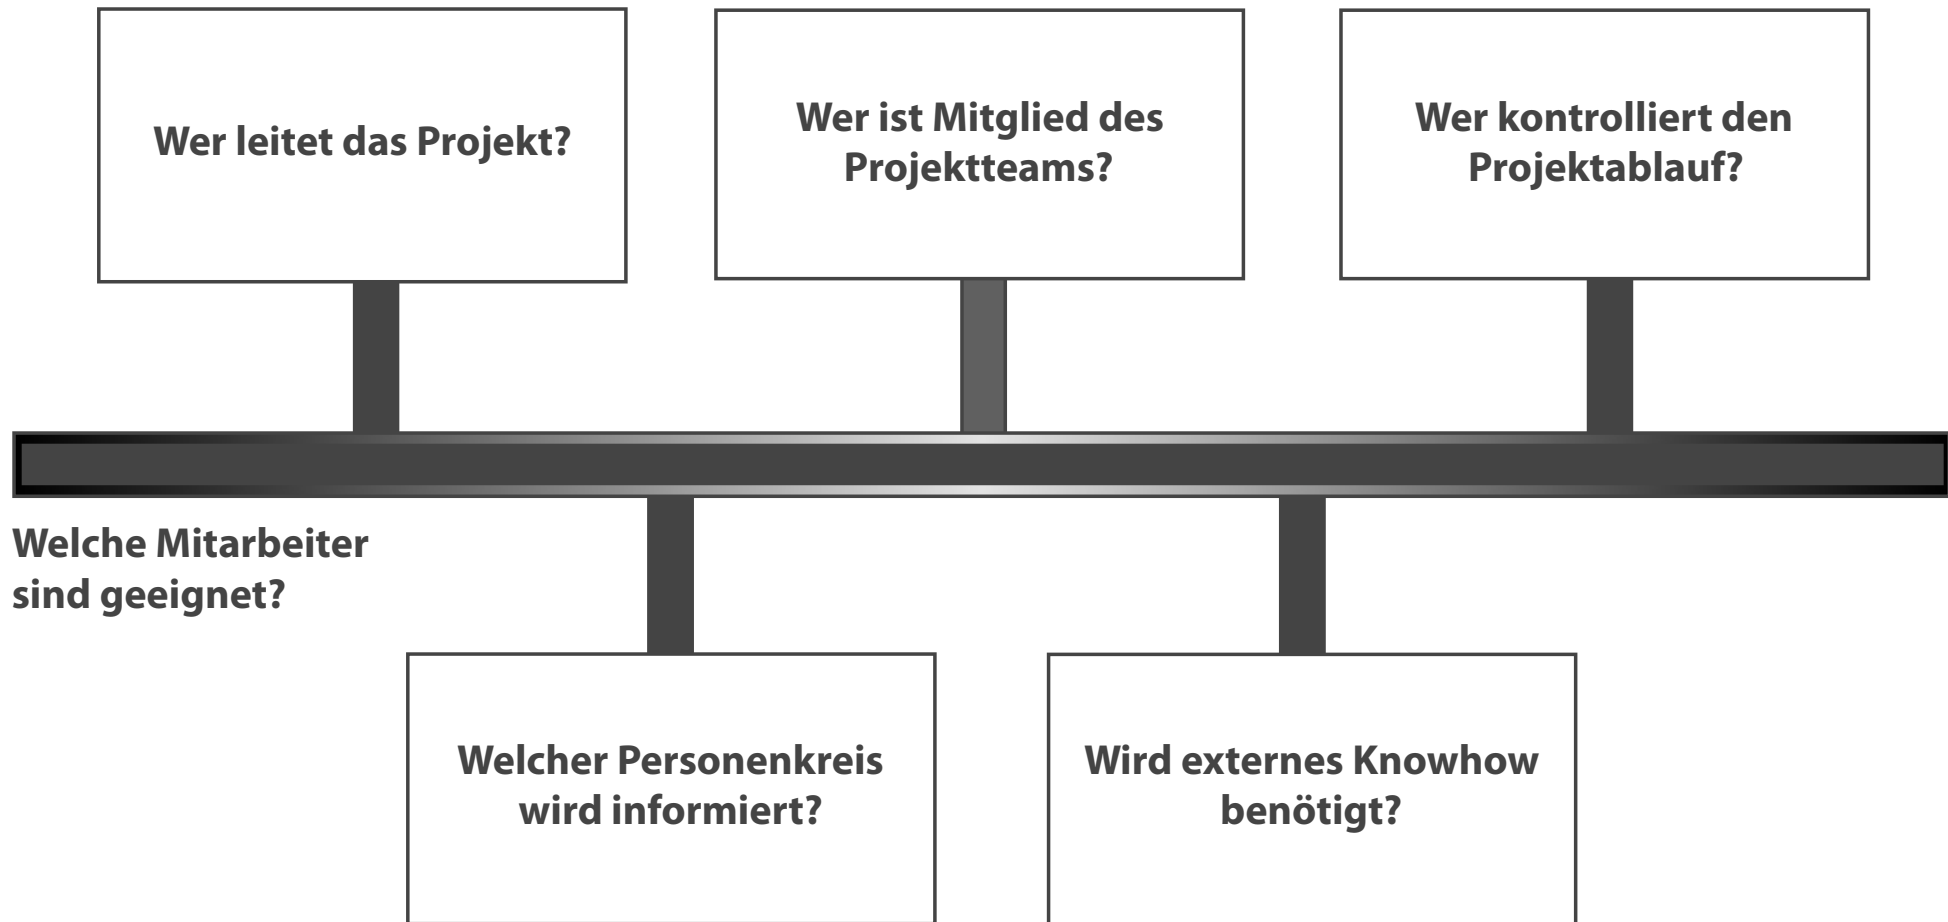 Wer leitet das Projekt?
Wer ist Mitglied des
Projektteams?
Wer kontrolliert den
Projektablauf?
Welche Mitarbeiter
sind geeignet?
Welcher Personenkreis
wird informiert?
Wird externes Knowhow
benötigt?